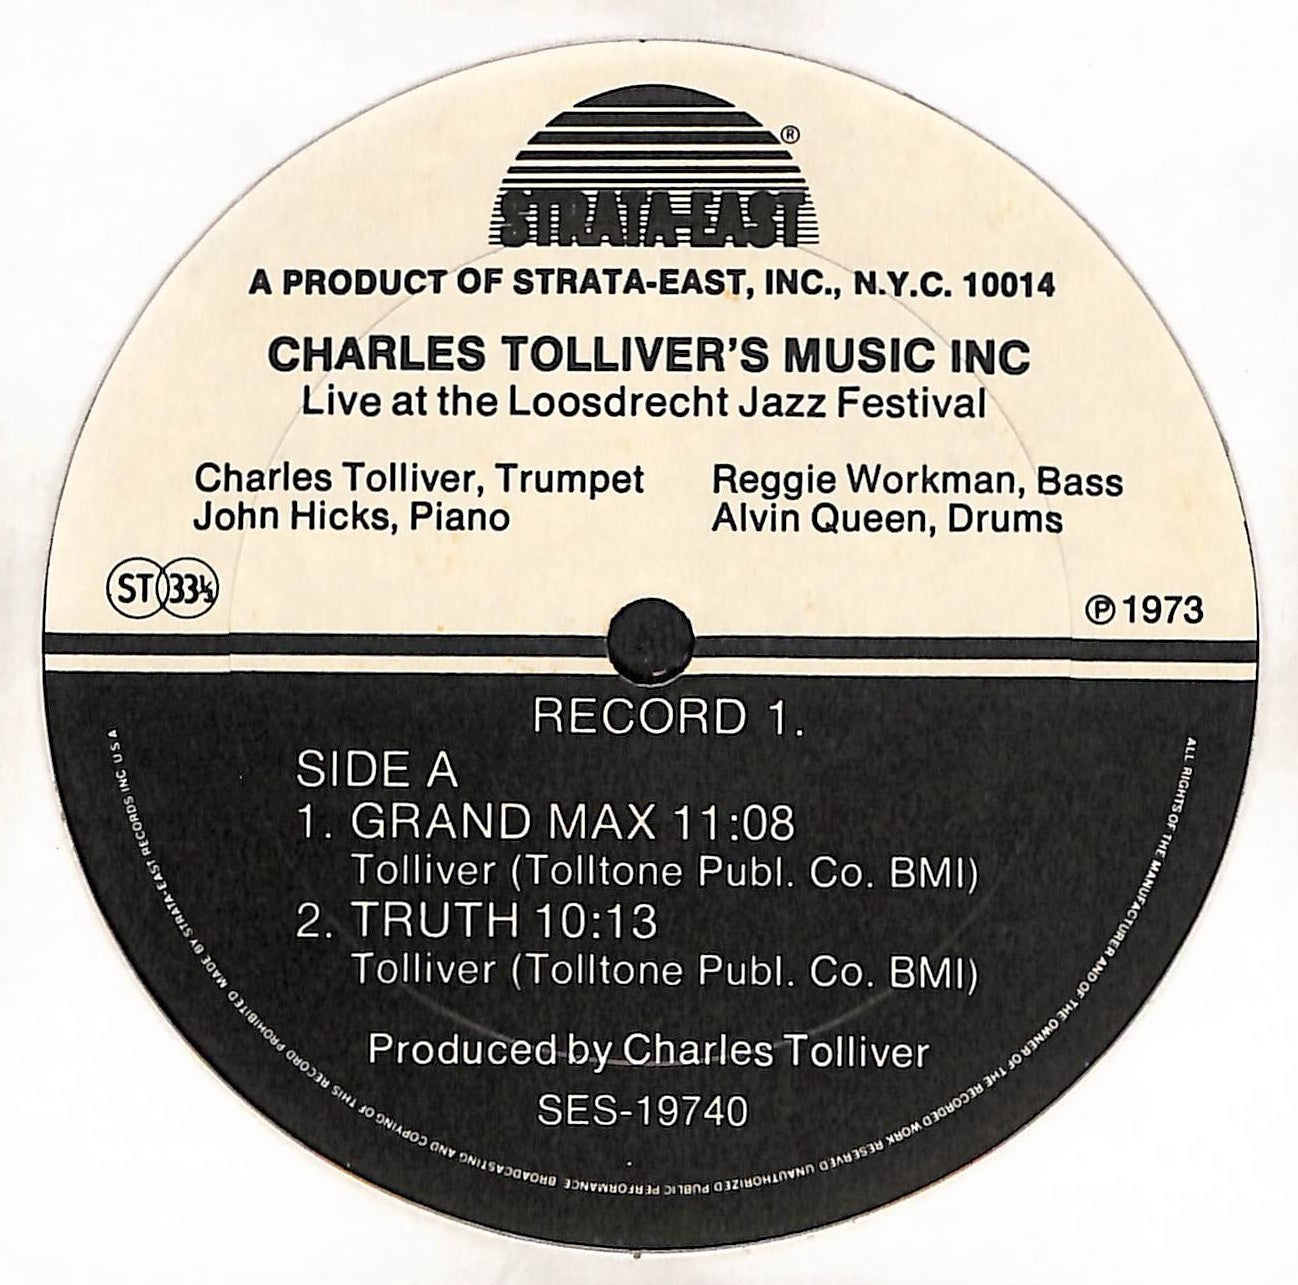 STRATA-EAST ®
A PRODUCT OF STRATA-EAST, INC., N.Y.C. 10014
CHARLES TOLLIVER'S MUSIC INC
Live at the Loosdrecht Jazz Festival
Charles Tolliver, Trumpet
John Hicks, Piano
Reggie Workman, Bass
Alvin Queen, Drums
ST 33⅓
℗ 1973
RECORD 1.
SIDE A
1. GRAND MAX 11:08
Tolliver (Tolltone Publ. Co. BMI)
2. TRUTH 10:13
Tolliver (Tolltone Publ. Co. BMI)
Produced by Charles Tolliver
SES-19740
ALL RIGHTS OF THE MANUFACTURER AND OF THE OWNER OF THE RECORDED WORK RESERVED UNAUTHORIZED PUBLIC PERFORMANCE BROADCASTING AND COPYING OF THIS RECORD PROHIBITED MADE BY STRATA-EAST RECORDS INC USA